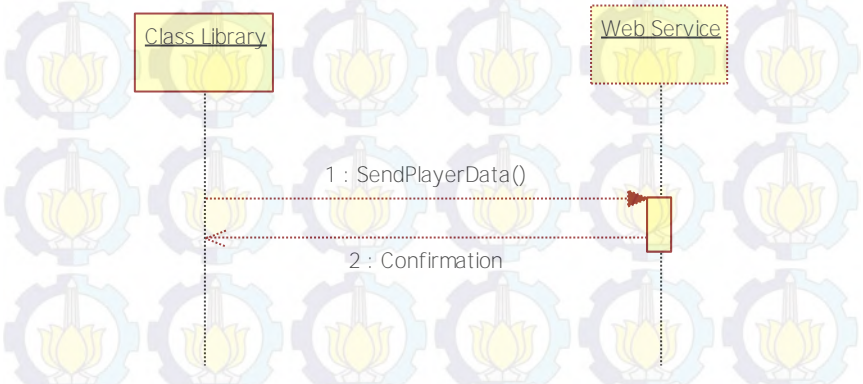 Class Library
Web Service
1 : SendPlayerData()
2 : Confirmation